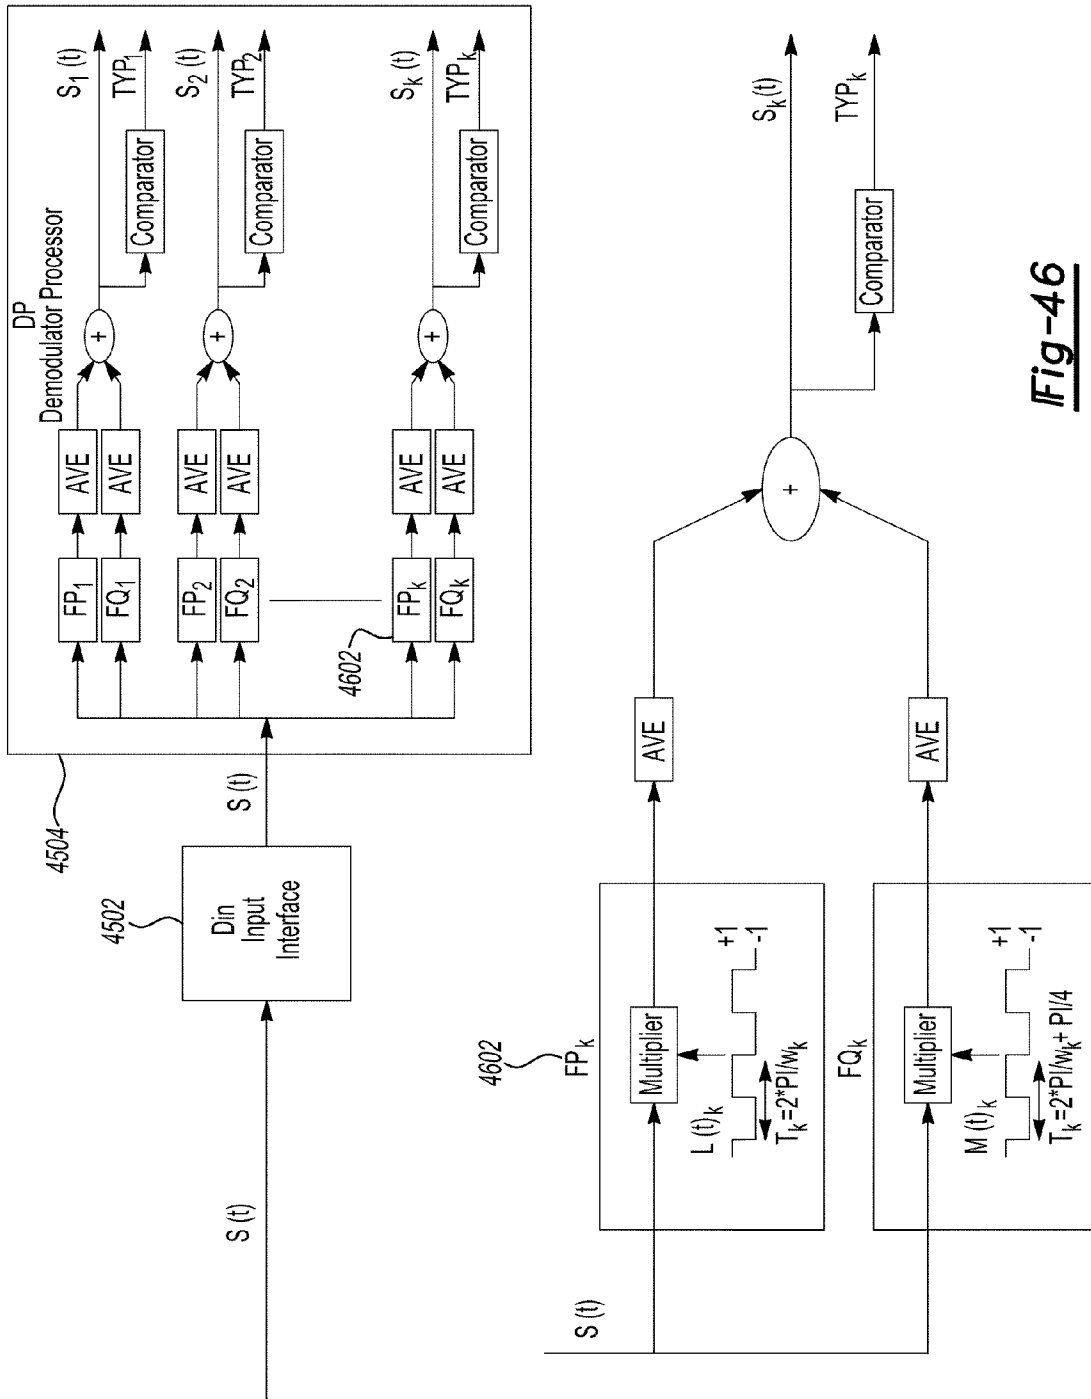 S (t)
4502
Din
Input
Interface
S (t)
4504
DP
Demodulator Processor
FP1
AVE
FQ1
AVE
+
S1 (t)
Comparator
TYP1
FP2
AVE
FQ2
AVE
+
S2 (t)
Comparator
TYP2
4602
FPk
AVE
FQk
AVE
+
Sk (t)
Comparator
TYPk
S (t)
4602
FPk
Multiplier
L (t)k
+1
-1
Tk=2*PI/wk
AVE
FQk
Multiplier
M (t)k
+1
-1
Tk=2*PI/wk+ PI/4
AVE
+
Sk (t)
Comparator
TYPk
Fig-46